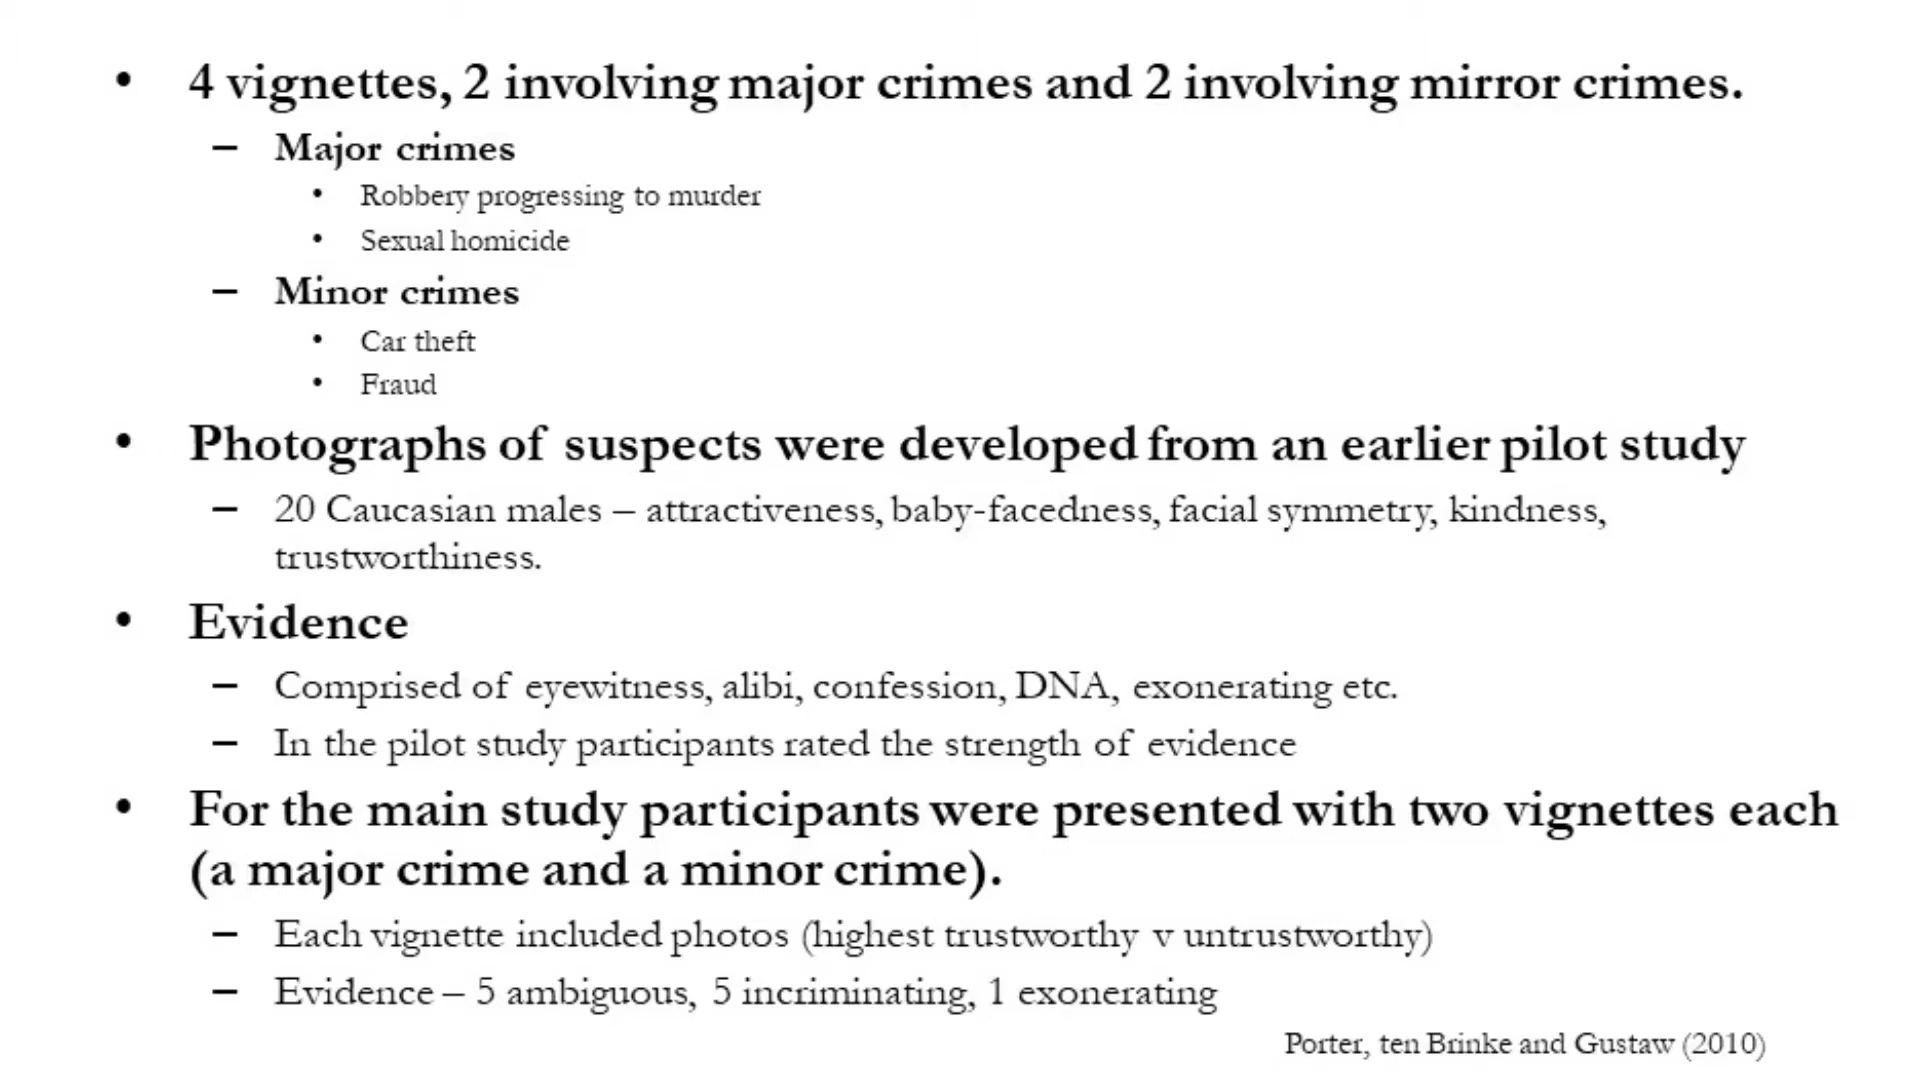 • 4 vignettes, 2 involving major crimes and 2 involving mirror crimes.
– Major crimes
• Robbery progressing to murder
• Sexual homicide
– Minor crimes
• Car theft
• Fraud
• Photographs of suspects were developed from an earlier pilot study
– 20 Caucasian males – attractiveness, baby-facedness, facial symmetry, kindness,
trustworthiness.
• Evidence
– Comprised of eyewitness, alibi, confession, DNA, exonerating etc.
– In the pilot study participants rated the strength of evidence
• For the main study participants were presented with two vignettes each
(a major crime and a minor crime).
– Each vignette included photos (highest trustworthy v untrustworthy)
– Evidence – 5 ambiguous, 5 incriminating, 1 exonerating
Porter, ten Brinke and Gustaw (2010)